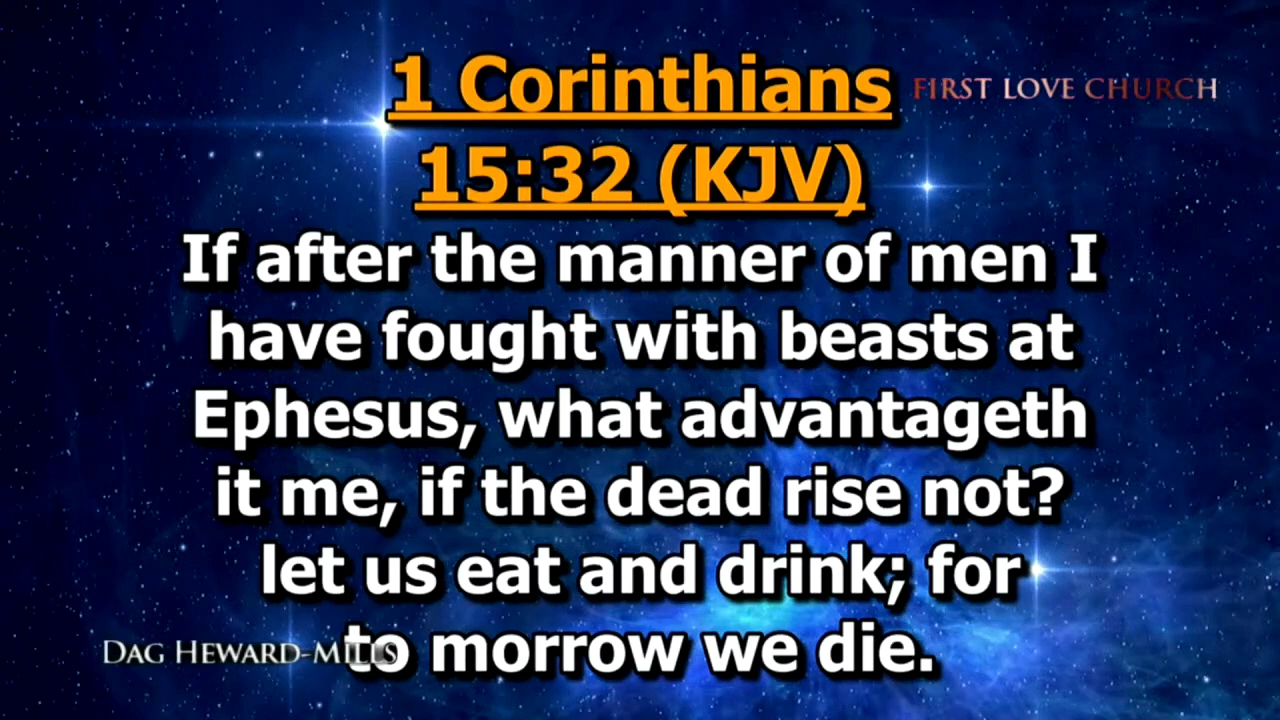 1 Corinthians
FIRST LOVE CHURCH
15:32 (KJV)
If after the manner of men I
have fought with beasts at
Ephesus, what advantageth
it me, if the dead rise not?
let us eat and drink; for
to morrow we die.
DAG HEWARD-MILLS